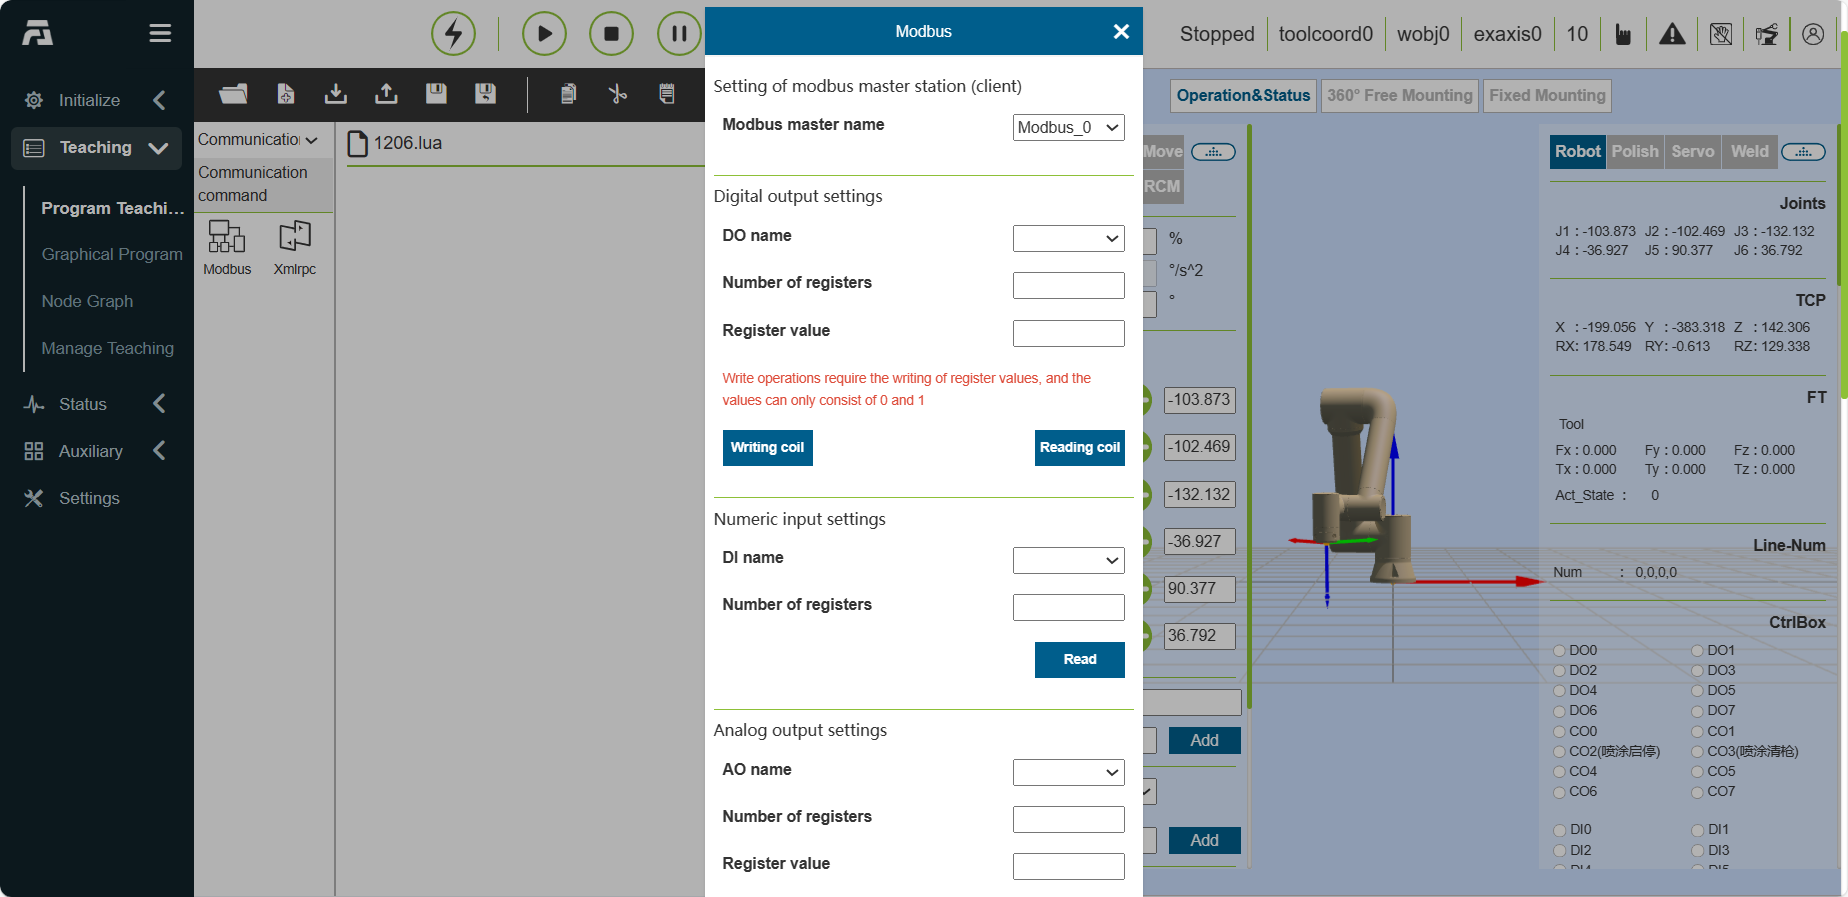 Stopped
toolcoord0
wobj0
exaxis0
10
Initialize
Teaching
Program Teachi...
Graphical Program
Node Graph
Manage Teaching
Status
Auxiliary
Settings
Communication
Communication
command
Modbus
Xmlrpc
1206.lua
Modbus
Setting of modbus master station (client)
Modbus master name
Modbus_0
Digital output settings
DO name
Number of registers
Register value
Write operations require the writing of register values, and the
values can only consist of 0 and 1
Writing coil
Reading coil
Numeric input settings
DI name
Number of registers
Read
Analog output settings
AO name
Number of registers
Register value
Operation&Status
360° Free Mounting
Fixed Mounting
Move
RCM
%
°/s^2
°
-103.873
-102.469
-132.132
-36.927
90.377
36.792
Add
Add
Robot
Polish
Servo
Weld
Joints
J1 : -103.873 J2 : -102.469 J3 : -132.132
J4 : -36.927 J5 : 90.377 J6 : 36.792
TCP
X : -199.056 Y : -383.318 Z : 142.306
RX: 178.549 RY: -0.613 RZ: 129.338
FT
Tool
Fx : 0.000 Fy : 0.000 Fz : 0.000
Tx : 0.000 Ty : 0.000 Tz : 0.000
Act_State : 0
Line-Num
Num : 0,0,0,0
CtrlBox
DO0 DO1
DO2 DO3
DO4 DO5
DO6 DO7
CO0 CO1
CO2(喷涂启停) CO3(喷涂清枪)
CO4 CO5
CO6 CO7
DI0 DI1
DI2 DI3
DI4 DI5